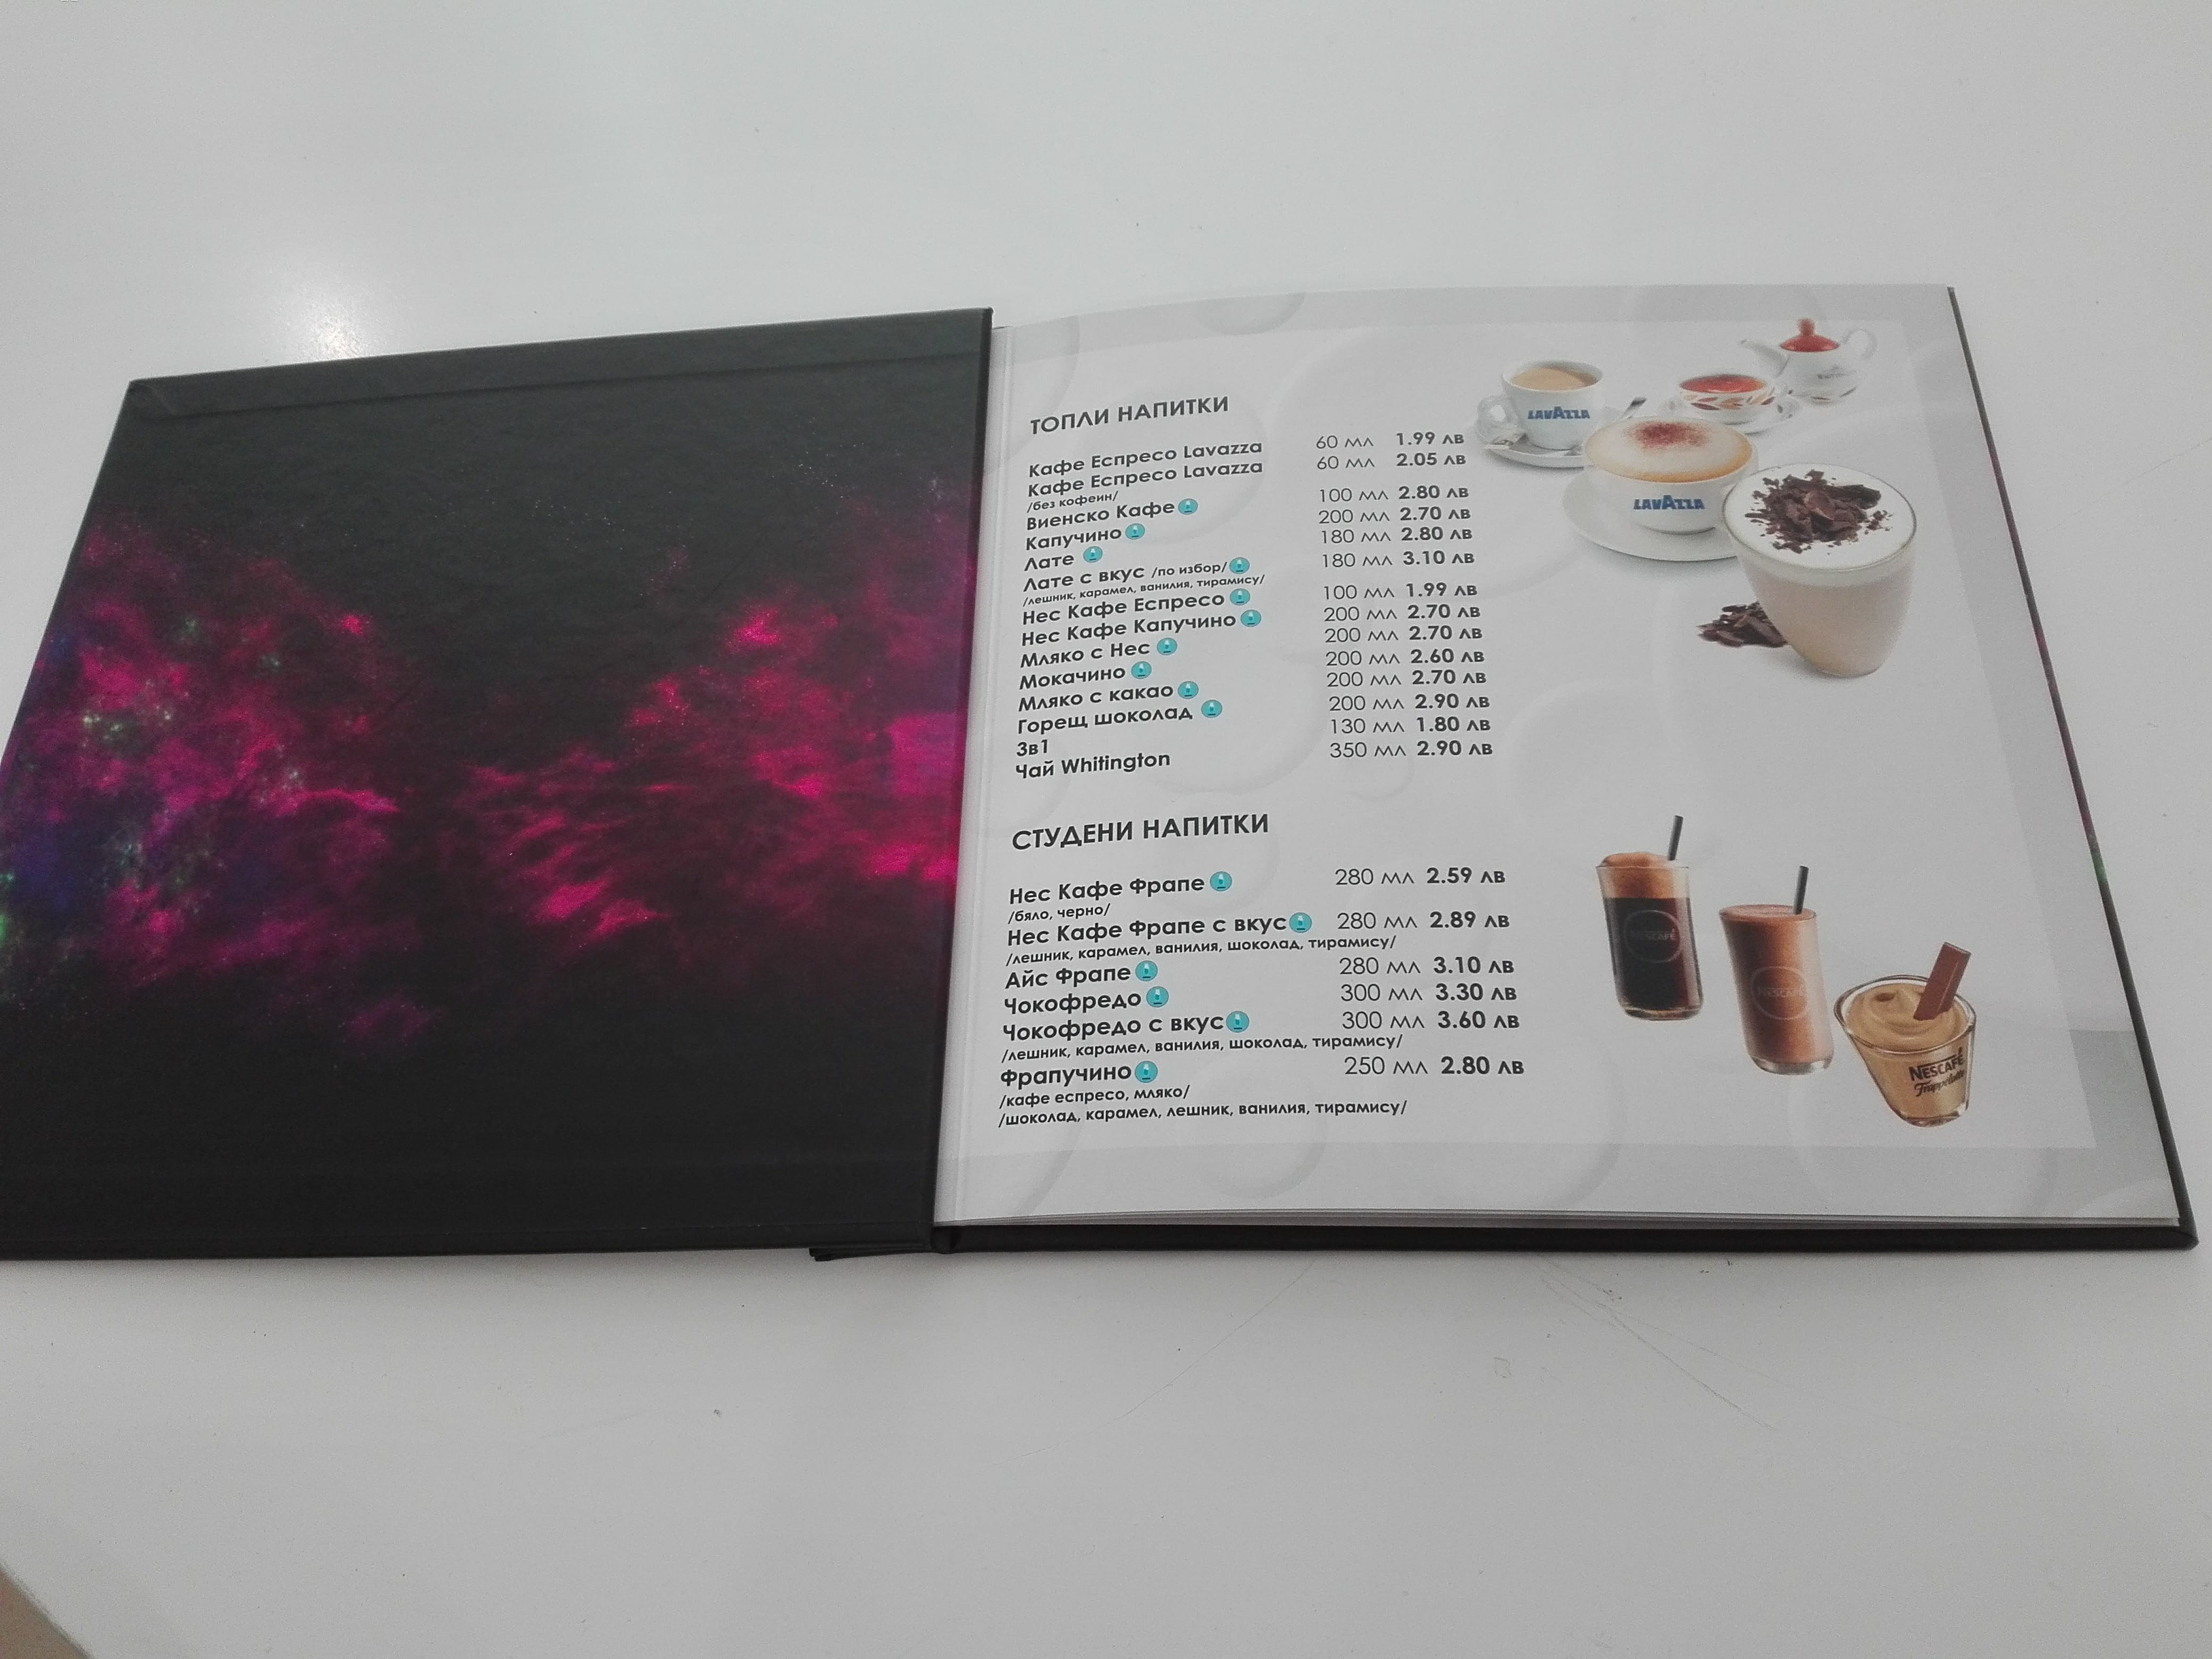 ТОПЛИ НАПИТКИ
Кафе Еспресо Lavazza 60 мл 1.99 лв
Кафе Еспресо Lavazza 60 мл 2.05 лв
/без кофеин/
Виенско Кафе 100 мл 2.80 лв
Капучино 200 мл 2.70 лв
Лате 180 мл 2.80 лв
Лате с вкус /по избор/ 180 мл 3.10 лв
/лешник, карамел, ванилия, тирамису/
Нес Кафе Еспресо 100 мл 1.99 лв
Нес Кафе Капучино 200 мл 2.70 лв
Мляко с Нес 200 мл 2.70 лв
Мокачино 200 мл 2.60 лв
Мляко с какао 200 мл 2.70 лв
Горещ шоколад 200 мл 2.90 лв
3в1 130 мл 1.80 лв
Чай Whitington 350 мл 2.90 лв
СТУДЕНИ НАПИТКИ
Нес Кафе Фрапе 280 мл 2.59 лв
/бяло, черно/
Нес Кафе Фрапе с вкус 280 мл 2.89 лв
/лешник, карамел, ванилия, шоколад, тирамису/
Айс Фрапе 280 мл 3.10 лв
Чокофредо 300 мл 3.30 лв
Чокофредо с вкус 300 мл 3.60 лв
/лешник, карамел, ванилия, шоколад, тирамису/
Фрапучино 250 мл 2.80 лв
/кафе еспресо, мляко/
/шоколад, карамел, лешник, ванилия, тирамису/
LAVAZZA
LAVAZZA
NESCAFÉ
NESCAFÉ
NESCAFÉ